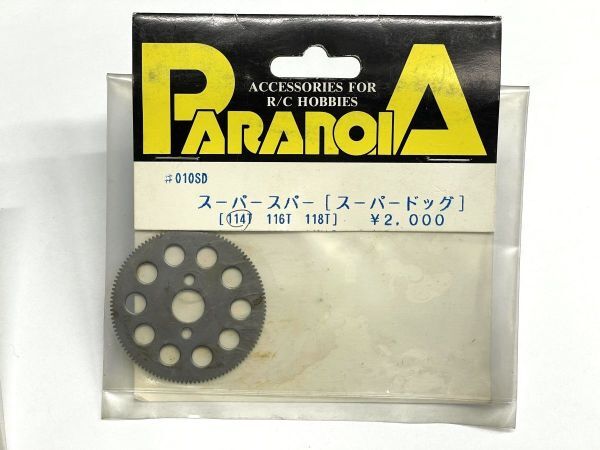 ACCESSORIES FOR
R/C HOBBIES
PARANOIA
#010SD
スーパースパー[スーパードッグ]
[114T 116T 118T] ¥2,000